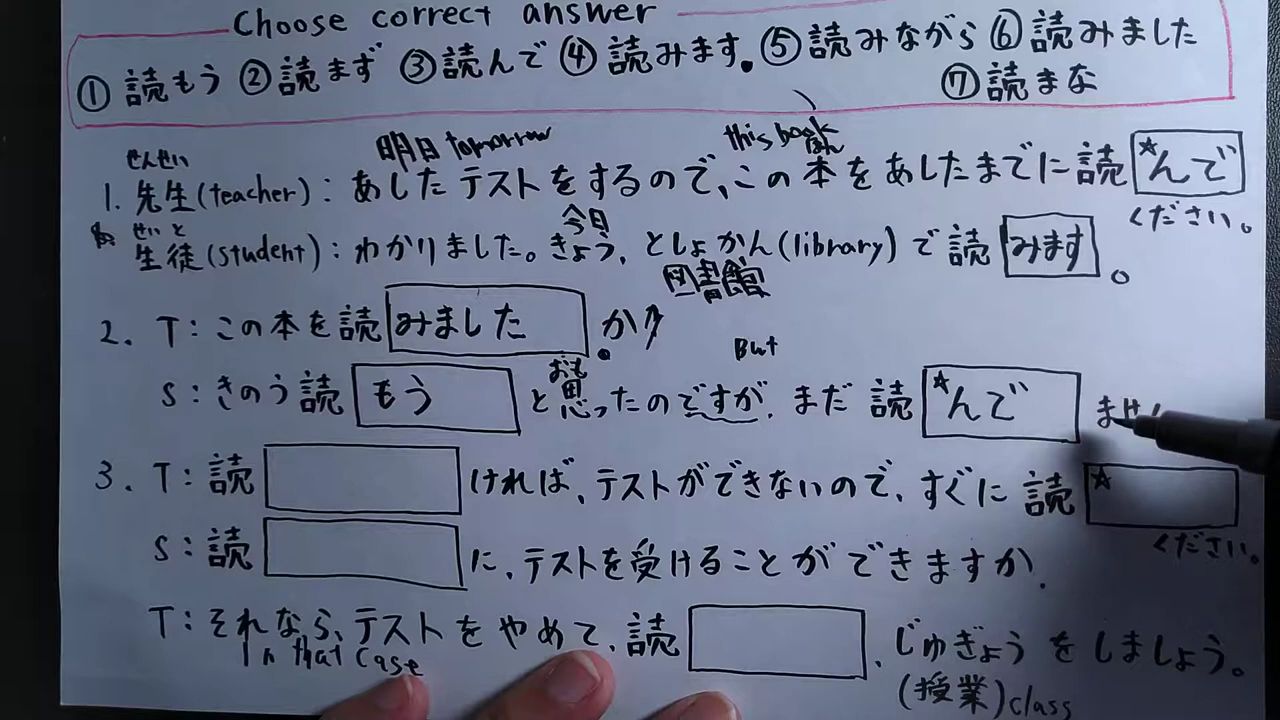 Choose correct answer
①読もう ②読まず ③読んで ④読みます。⑤読みながら ⑥読みました
⑦読まな
明日 tomorrow this book
せんせい ほん
1. 先生(teacher): あしたテストをするので、この本をあしたまでに読 ★んで
ください。
せいと 今日
生徒(student): わかりました。きょう、としょかん(library)で読 みます 。
図書館
2. T: この本を読 みました 。か?
But
おも
S: きのう読 もう と思ったのですが、まだ読 ★んで ません
3. T: 読 ければ、テストができないので、すぐに読 ★
ください。
S: 読 に、テストを受けることができますか.
T: それなら、テストをやめて、読 、じゅぎょうをしましょう。
In that case (授業)class